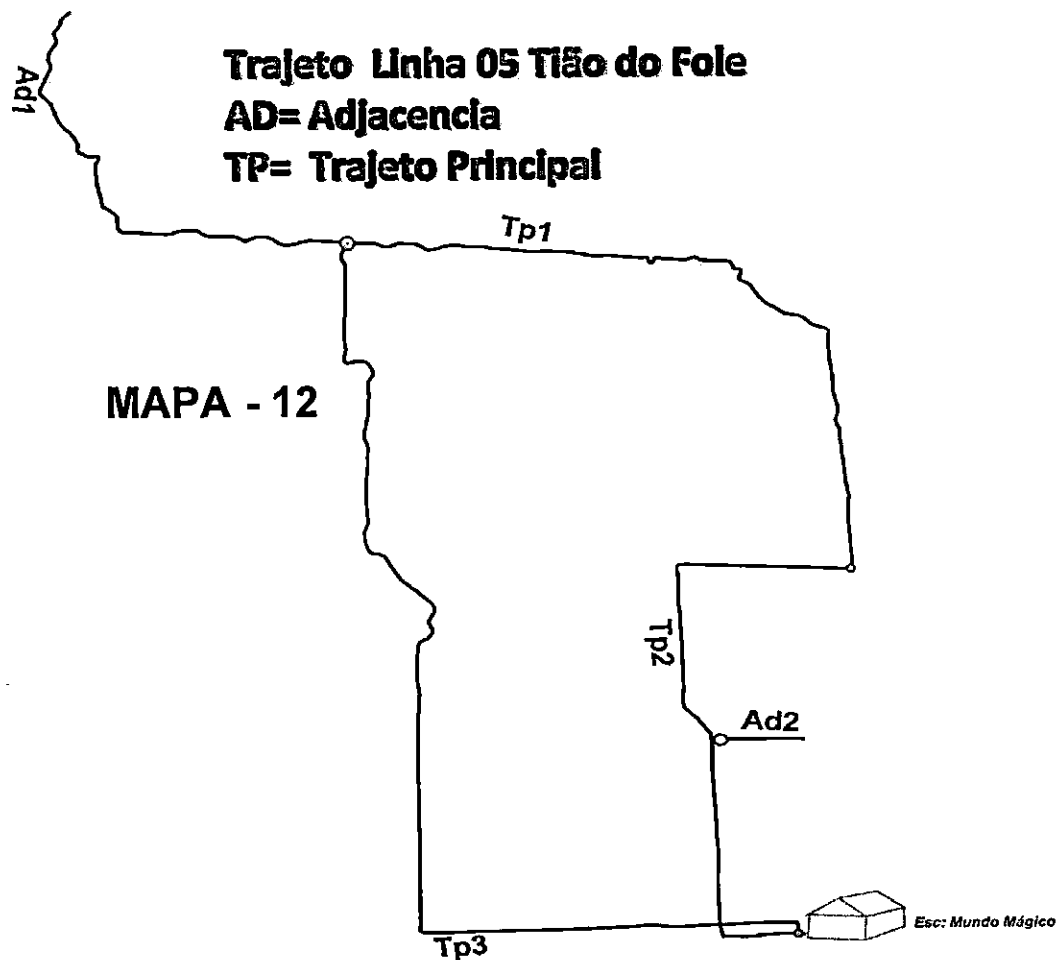 Trajeto Linha 05 Tião do Fole
AD= Adjacencia
TP= Trajeto Principal
Ad1
Tp1
MAPA - 12
Tp2
Ad2
Esc: Mundo Mágico
Tp3